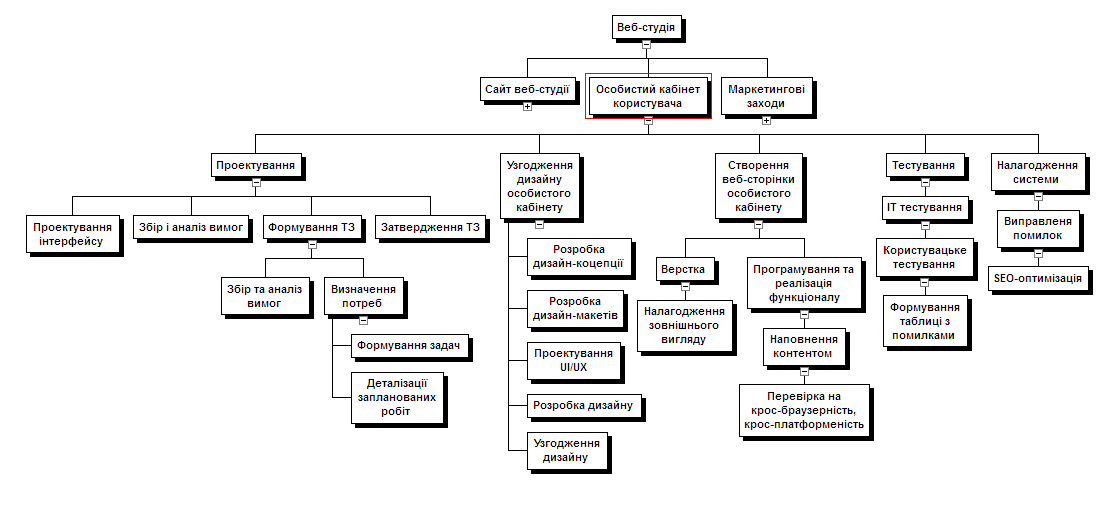 Веб-студія
Сайт веб-студії
Особистий кабінет
користувача
Маркетингові
заходи
Проектування
Узгодження
дизайну
особистого
кабінету
Створення
веб-сторінки
особистого
кабінету
Тестування
Налагодження
системи
Проектування
інтерфейсу
Збір і аналіз вимог
Формування ТЗ
Затвердження ТЗ
Збір та аналіз
вимог
Визначення
потреб
Формування задач
Деталізації
запланованих
робіт
Розробка
дизайн-коцепції
Розробка
дизайн-макетів
Проектування
UI/UX
Розробка дизайну
Узгодження
дизайну
Верстка
Налагодження
зовнішнього
вигляду
Програмування та
реалізація
функціоналу
Наповнення
контентом
Перевірка на
крос-браузерність,
крос-платформеність
ІТ тестування
Користувацьке
тестування
Формування
таблиці з
помилками
Виправленя
помилок
SEO-оптимізація